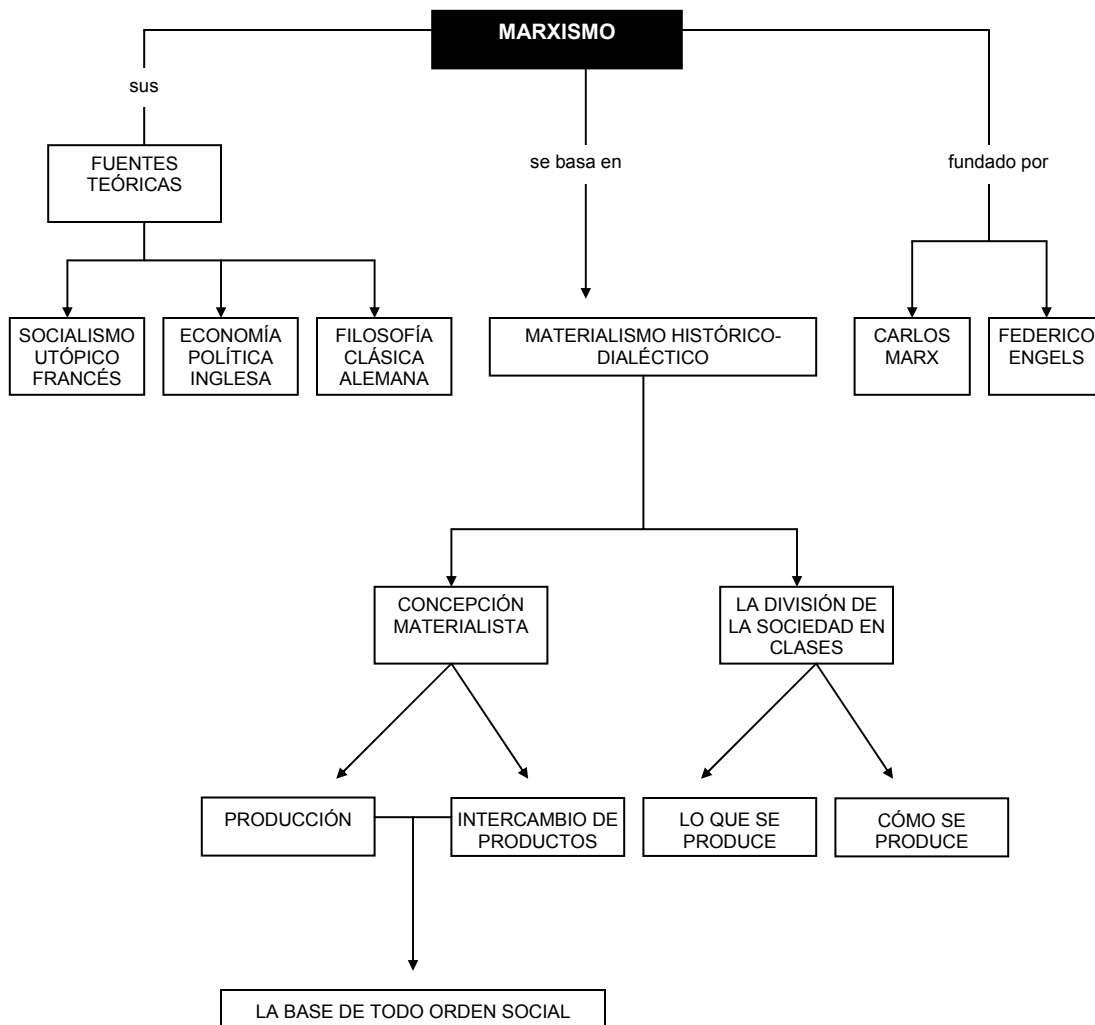 MARXISMO
sus
se basa en
fundado por
FUENTES
TEÓRICAS
SOCIALISMO
UTÓPICO
FRANCÉS
ECONOMÍA
POLÍTICA
INGLESA
FILOSOFÍA
CLÁSICA
ALEMANA
MATERIALISMO HISTÓRICO-
DIALÉCTICO
CARLOS
MARX
FEDERICO
ENGELS
CONCEPCIÓN
MATERIALISTA
LA DIVISIÓN DE
LA SOCIEDAD EN
CLASES
PRODUCCIÓN
INTERCAMBIO DE
PRODUCTOS
LO QUE SE
PRODUCE
CÓMO SE
PRODUCE
LA BASE DE TODO ORDEN SOCIAL